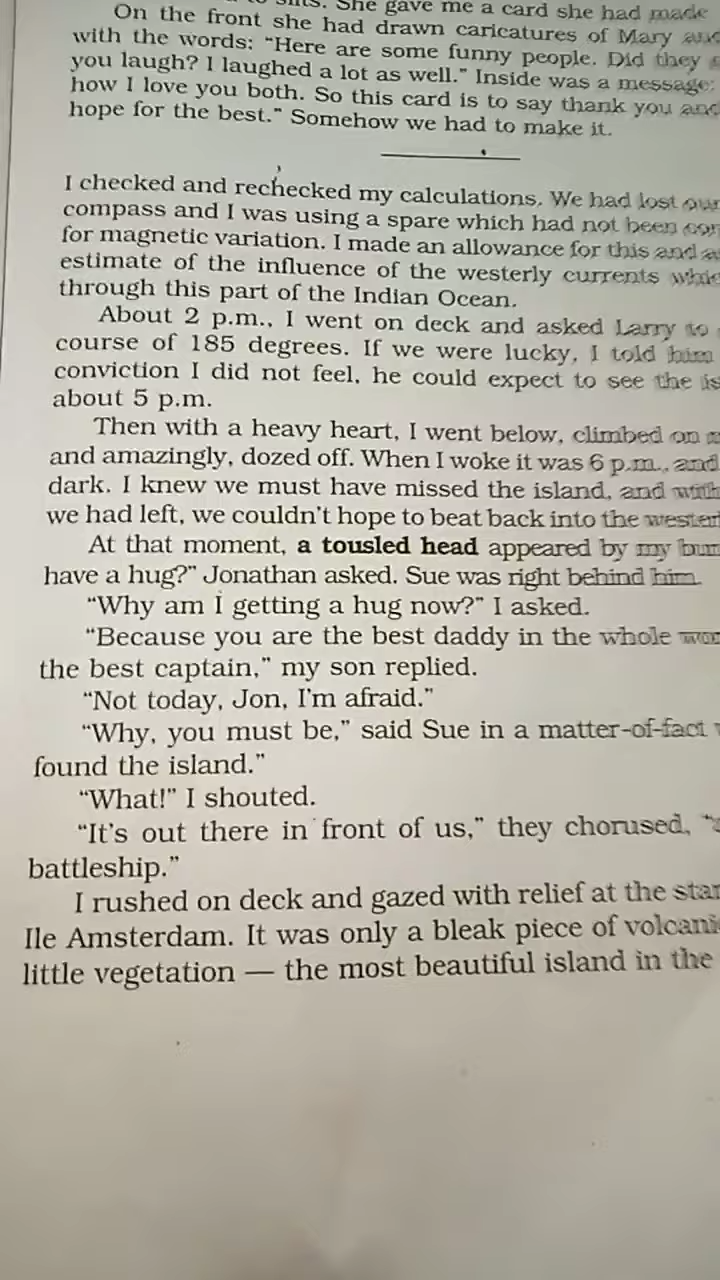 She gave me a card she had made
On the front she had drawn caricatures of Mary and
with the words: “Here are some funny people. Did they
you laugh? I laughed a lot as well.” Inside was a message:
how I love you both. So this card is to say thank you and
hope for the best.” Somehow we had to make it.
I checked and rechecked my calculations. We had lost our
compass and I was using a spare which had not been
for magnetic variation. I made an allowance for this and
estimate of the influence of the westerly currents
through this part of the Indian Ocean.
About 2 p.m., I went on deck and asked Larry to
course of 185 degrees. If we were lucky, I told him
conviction I did not feel, he could expect to see the
about 5 p.m.
Then with a heavy heart, I went below, climbed on
and amazingly, dozed off. When I woke it was 6 p.m., and
dark. I knew we must have missed the island, and with
we had left, we couldn’t hope to beat back into the
At that moment, a tousled head appeared by my
have a hug?” Jonathan asked. Sue was right behind him.
“Why am I getting a hug now?” I asked.
“Because you are the best daddy in the whole
the best captain,” my son replied.
“Not today, Jon, I’m afraid.”
“Why, you must be,” said Sue in a matter-of-fact
found the island.”
“What!” I shouted.
“It’s out there in front of us,” they chorused,
battleship.”
I rushed on deck and gazed with relief at the
Ile Amsterdam. It was only a bleak piece of
little vegetation — the most beautiful island in the